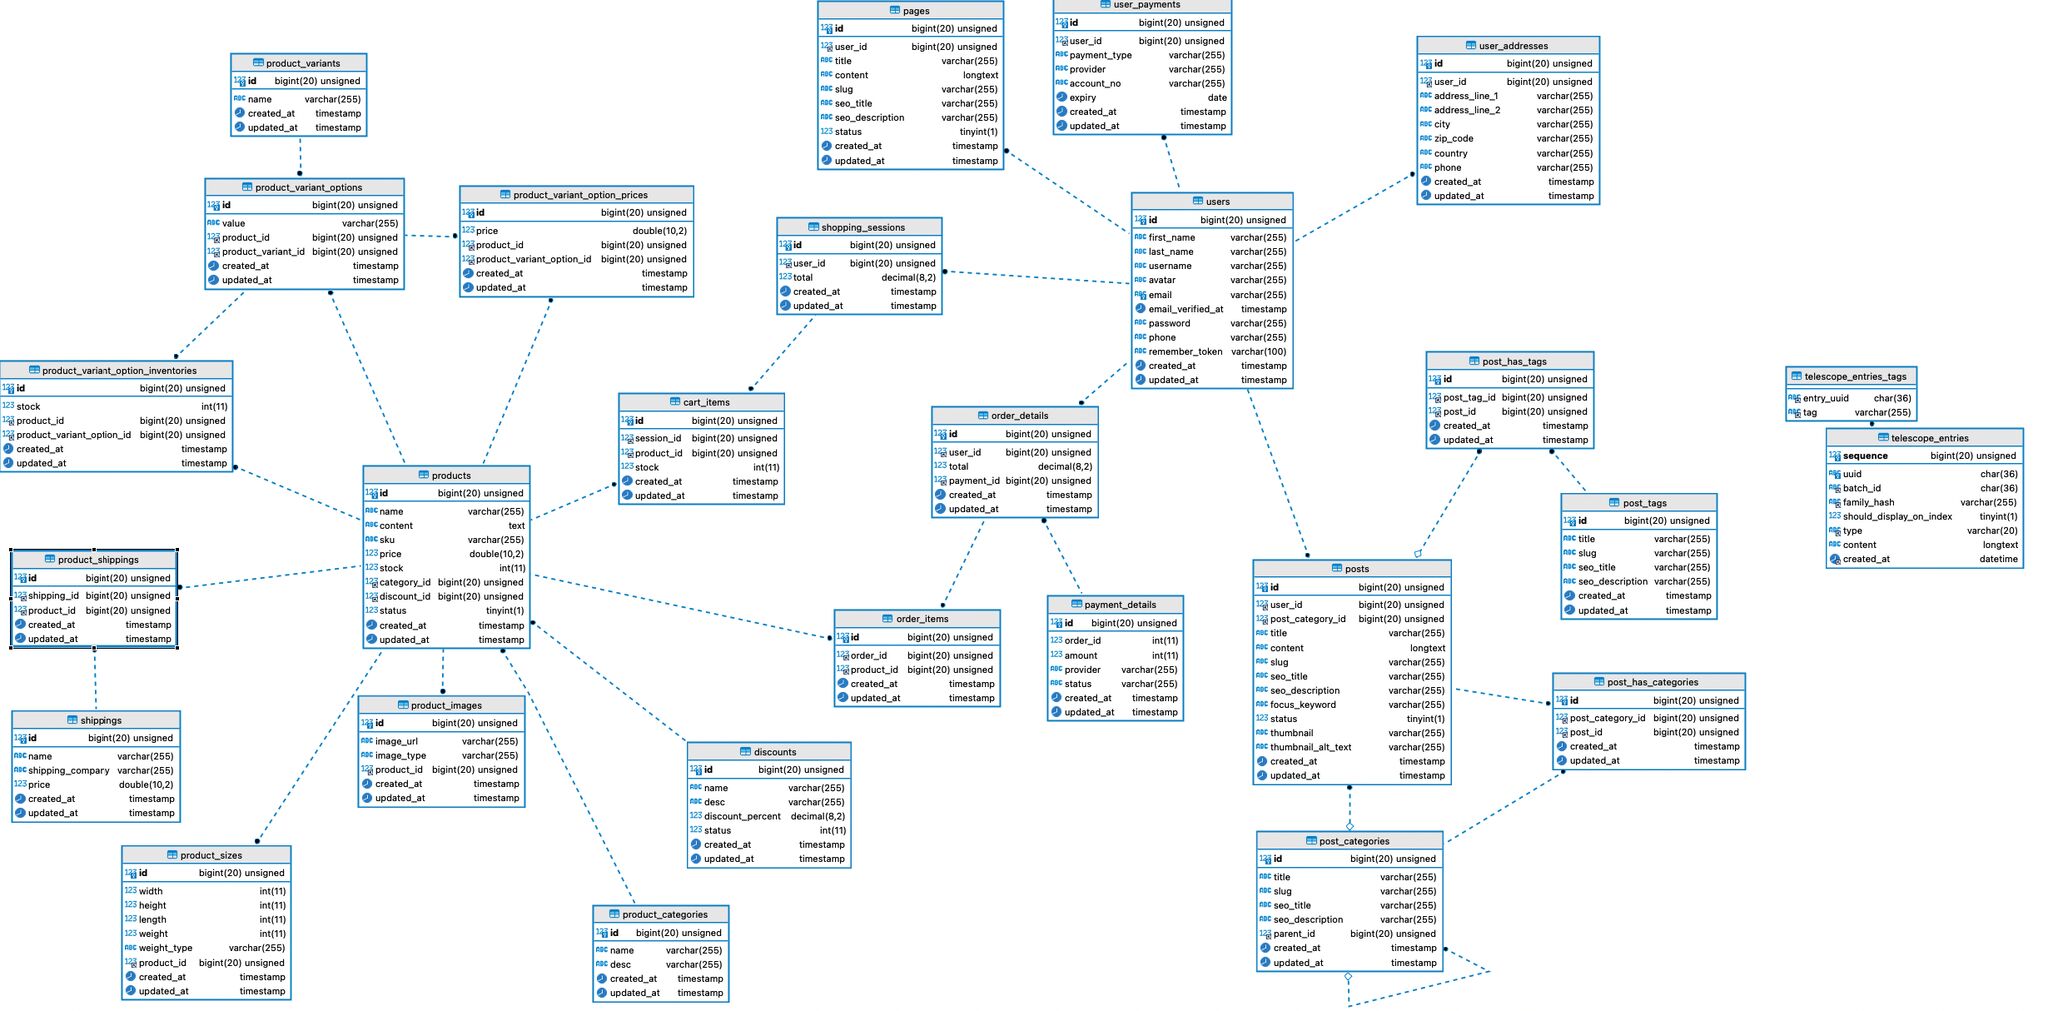 pages
id bigint(20) unsigned
user_id bigint(20) unsigned
title varchar(255)
content longtext
slug varchar(255)
seo_title varchar(255)
seo_description varchar(255)
status tinyint(1)
created_at timestamp
updated_at timestamp
user_payments
id bigint(20) unsigned
user_id bigint(20) unsigned
payment_type varchar(255)
provider varchar(255)
account_no varchar(255)
expiry date
created_at timestamp
updated_at timestamp
user_addresses
id bigint(20) unsigned
user_id bigint(20) unsigned
address_line_1 varchar(255)
address_line_2 varchar(255)
city varchar(255)
zip_code varchar(255)
country varchar(255)
phone varchar(255)
created_at timestamp
updated_at timestamp
product_variants
id bigint(20) unsigned
name varchar(255)
created_at timestamp
updated_at timestamp
product_variant_options
id bigint(20) unsigned
value varchar(255)
product_id bigint(20) unsigned
product_variant_id bigint(20) unsigned
created_at timestamp
updated_at timestamp
product_variant_option_prices
id bigint(20) unsigned
price double(10,2)
product_id bigint(20) unsigned
product_variant_option_id bigint(20) unsigned
created_at timestamp
updated_at timestamp
shopping_sessions
id bigint(20) unsigned
user_id bigint(20) unsigned
total decimal(8,2)
created_at timestamp
updated_at timestamp
users
id bigint(20) unsigned
first_name varchar(255)
last_name varchar(255)
username varchar(255)
avatar varchar(255)
email varchar(255)
email_verified_at timestamp
password varchar(255)
phone varchar(255)
remember_token varchar(100)
created_at timestamp
updated_at timestamp
product_variant_option_inventories
id bigint(20) unsigned
stock int(11)
product_id bigint(20) unsigned
product_variant_option_id bigint(20) unsigned
created_at timestamp
updated_at timestamp
cart_items
id bigint(20) unsigned
session_id bigint(20) unsigned
product_id bigint(20) unsigned
stock int(11)
created_at timestamp
updated_at timestamp
order_details
id bigint(20) unsigned
user_id bigint(20) unsigned
total decimal(8,2)
payment_id bigint(20) unsigned
created_at timestamp
updated_at timestamp
post_has_tags
id bigint(20) unsigned
post_tag_id bigint(20) unsigned
post_id bigint(20) unsigned
created_at timestamp
updated_at timestamp
telescope_entries_tags
entry_uuid char(36)
tag varchar(255)
telescope_entries
sequence bigint(20) unsigned
uuid char(36)
batch_id char(36)
family_hash varchar(255)
should_display_on_index tinyint(1)
type varchar(20)
content longtext
created_at datetime
products
id bigint(20) unsigned
name varchar(255)
content text
sku varchar(255)
price double(10,2)
stock int(11)
category_id bigint(20) unsigned
discount_id bigint(20) unsigned
status tinyint(1)
created_at timestamp
updated_at timestamp
post_tags
id bigint(20) unsigned
title varchar(255)
slug varchar(255)
seo_title varchar(255)
seo_description varchar(255)
created_at timestamp
updated_at timestamp
product_shippings
id bigint(20) unsigned
shipping_id bigint(20) unsigned
product_id bigint(20) unsigned
created_at timestamp
updated_at timestamp
posts
id bigint(20) unsigned
user_id bigint(20) unsigned
post_category_id bigint(20) unsigned
title varchar(255)
content longtext
slug varchar(255)
seo_title varchar(255)
seo_description varchar(255)
focus_keyword varchar(255)
status tinyint(1)
thumbnail varchar(255)
thumbnail_alt_text varchar(255)
created_at timestamp
updated_at timestamp
order_items
id bigint(20) unsigned
order_id bigint(20) unsigned
product_id bigint(20) unsigned
created_at timestamp
updated_at timestamp
payment_details
id bigint(20) unsigned
order_id int(11)
amount int(11)
provider varchar(255)
status varchar(255)
created_at timestamp
updated_at timestamp
post_has_categories
id bigint(20) unsigned
post_category_id bigint(20) unsigned
post_id bigint(20) unsigned
created_at timestamp
updated_at timestamp
shippings
id bigint(20) unsigned
name varchar(255)
shipping_company varchar(255)
price double(10,2)
created_at timestamp
updated_at timestamp
product_images
id bigint(20) unsigned
image_url varchar(255)
image_type varchar(255)
product_id bigint(20) unsigned
created_at timestamp
updated_at timestamp
discounts
id bigint(20) unsigned
name varchar(255)
desc varchar(255)
discount_percent decimal(8,2)
status int(11)
created_at timestamp
updated_at timestamp
product_sizes
id bigint(20) unsigned
width int(11)
height int(11)
length int(11)
weight int(11)
weight_type varchar(255)
product_id bigint(20) unsigned
created_at timestamp
updated_at timestamp
product_categories
id bigint(20) unsigned
name varchar(255)
desc varchar(255)
created_at timestamp
updated_at timestamp
post_categories
id bigint(20) unsigned
title varchar(255)
slug varchar(255)
seo_title varchar(255)
seo_description varchar(255)
parent_id bigint(20) unsigned
created_at timestamp
updated_at timestamp